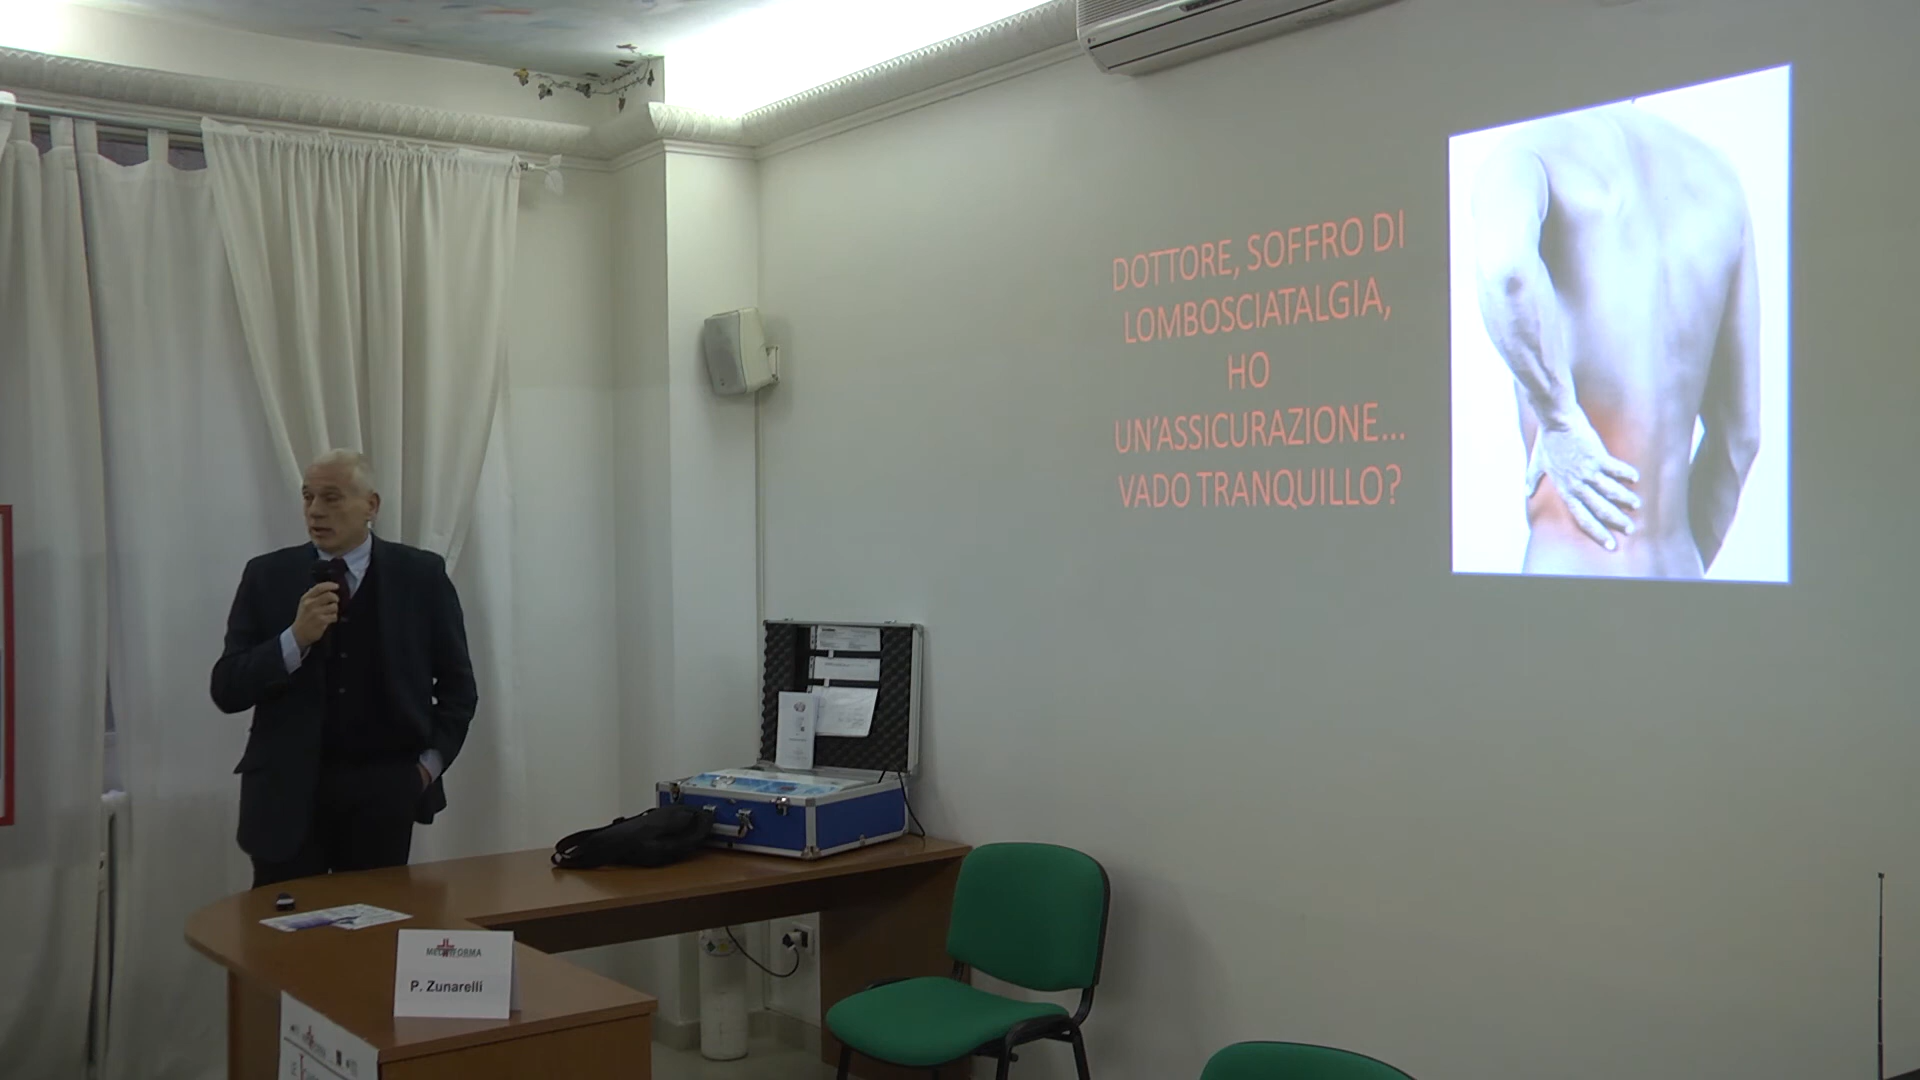 DOTTORE, SOFFRO DI
LOMBOSCIATALGIA,
HO
UN'ASSICURAZIONE...
VADO TRANQUILLO?
P. Zunarelli